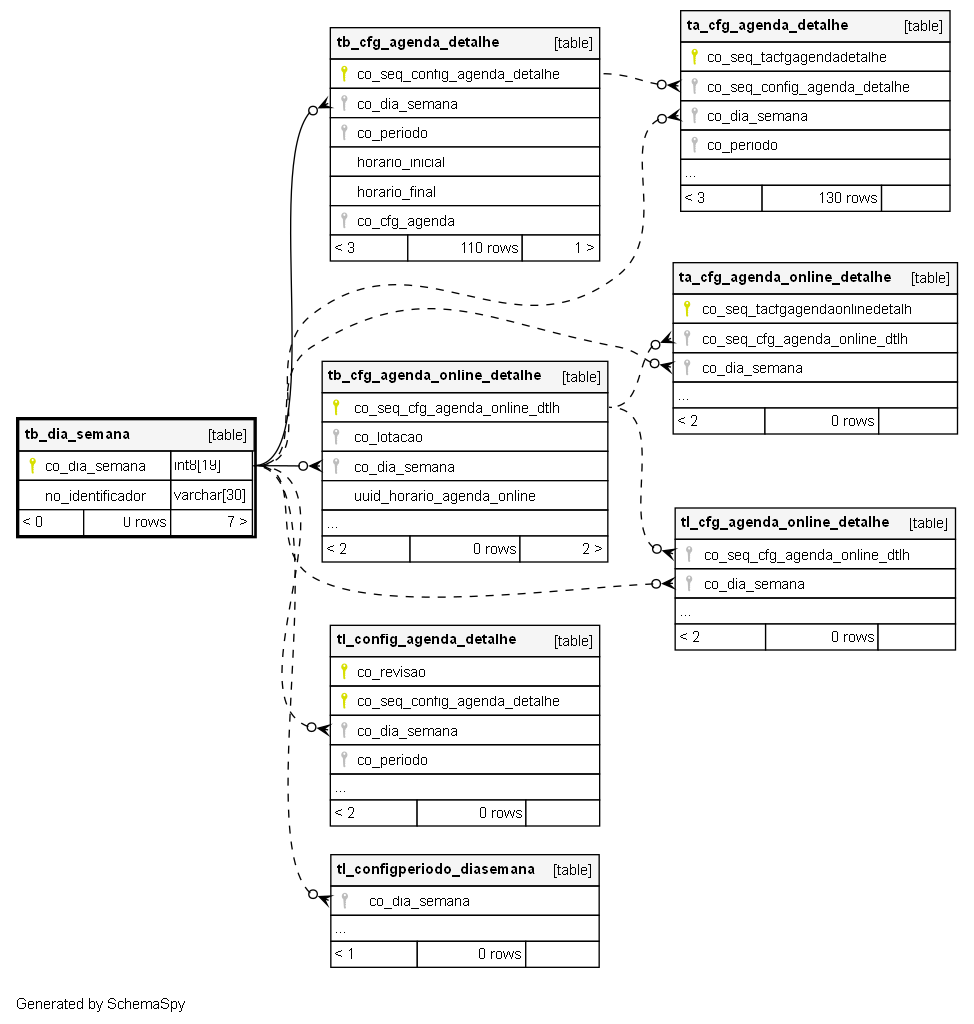 tb_cfg_agenda_detalhe [table]
co_seq_config_agenda_detalhe
co_dia_semana
co_periodo
horario_inicial
horario_final
co_cfg_agenda
< 3 110 rows 1 >
ta_cfg_agenda_detalhe [table]
co_seq_tacfgagendadetalhe
co_seq_config_agenda_detalhe
co_dia_semana
co_periodo
...
< 3 130 rows
ta_cfg_agenda_online_detalhe [table]
co_seq_tacfgagendaonlinedetalh
co_seq_cfg_agenda_online_dtlh
co_dia_semana
...
< 2 0 rows
tb_cfg_agenda_online_detalhe [table]
co_seq_cfg_agenda_online_dtlh
co_lotacao
co_dia_semana
uuid_horario_agenda_online
...
< 2 0 rows 2 >
tb_dia_semana [table]
co_dia_semana int8[19]
no_identificador varchar[30]
< 0 0 rows 7 >
tl_cfg_agenda_online_detalhe [table]
co_seq_cfg_agenda_online_dtlh
co_dia_semana
...
< 2 0 rows
tl_config_agenda_detalhe [table]
co_revisao
co_seq_config_agenda_detalhe
co_dia_semana
co_periodo
...
< 2 0 rows
tl_configperiodo_diasemana [table]
co_dia_semana
...
< 1 0 rows
Generated by SchemaSpy